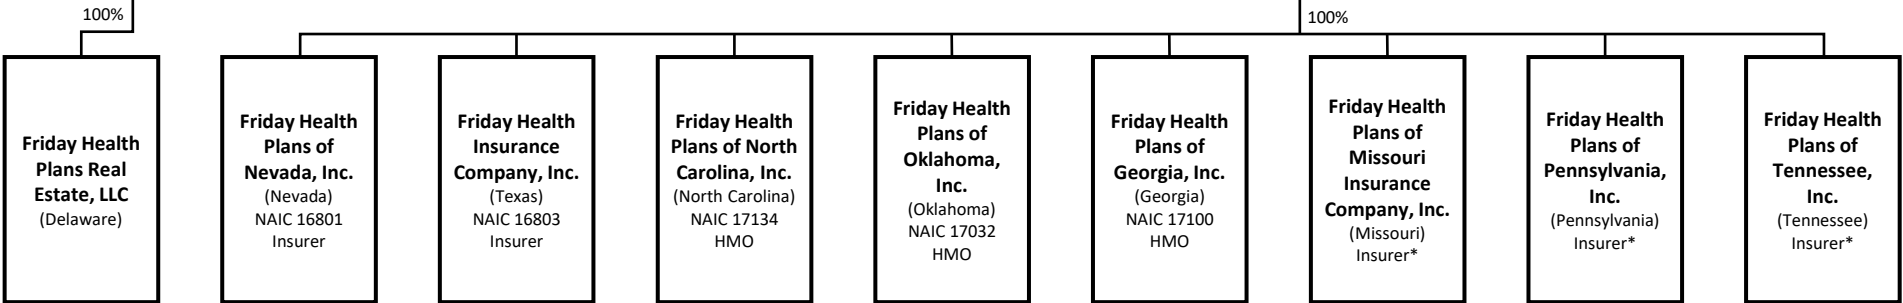 100%
100%
Friday Health
Plans Real
Estate, LLC
(Delaware)
Friday Health
Plans of
Nevada, Inc.
(Nevada)
NAIC 16801
Insurer
Friday Health
Insurance
Company, Inc.
(Texas)
NAIC 16803
Insurer
Friday Health
Plans of North
Carolina, Inc.
(North Carolina)
NAIC 17134
HMO
Friday Health
Plans of
Oklahoma,
Inc.
(Oklahoma)
NAIC 17032
HMO
Friday Health
Plans of
Georgia, Inc.
(Georgia)
NAIC 17100
HMO
Friday Health
Plans of
Missouri
Insurance
Company, Inc.
(Missouri)
Insurer*
Friday Health
Plans of
Pennsylvania,
Inc.
(Pennsylvania)
Insurer*
Friday Health
Plans of
Tennessee,
Inc.
(Tennessee)
Insurer*